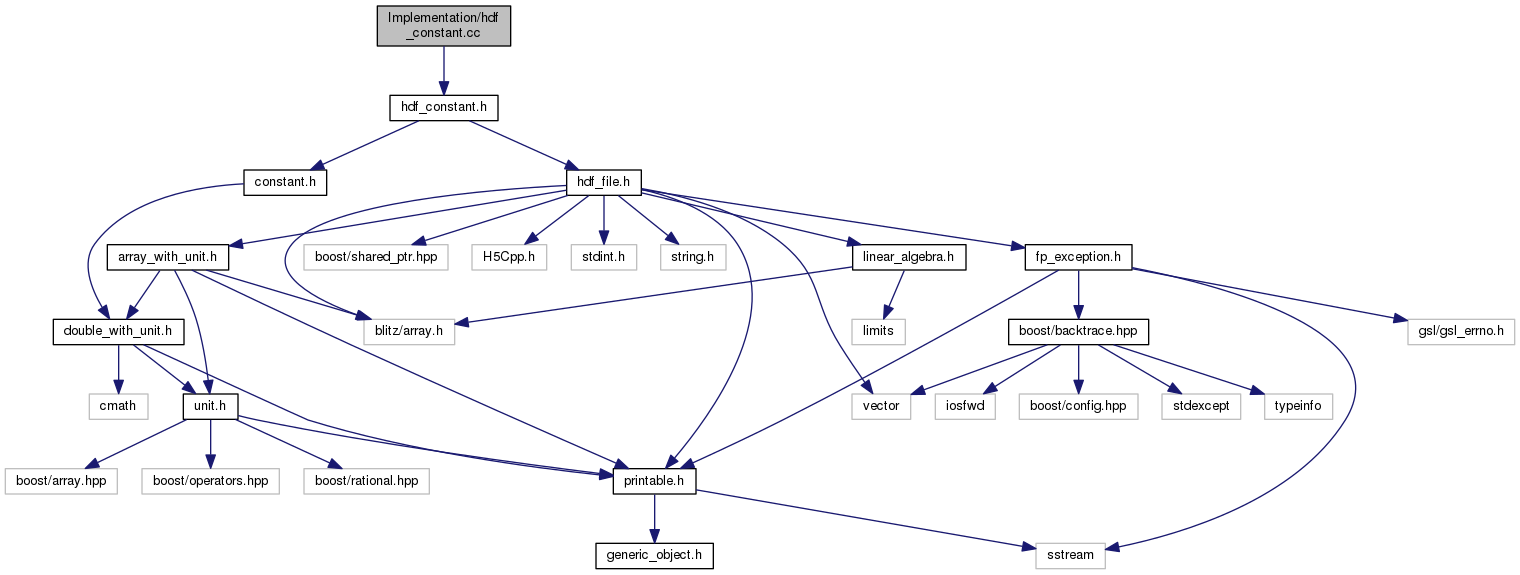 Implementation/hdf
_constant.cc
hdf_constant.h
constant.h
hdf_file.h
array_with_unit.h
boost/shared_ptr.hpp
H5Cpp.h
stdint.h
string.h
linear_algebra.h
fp_exception.h
double_with_unit.h
blitz/array.h
limits
boost/backtrace.hpp
gsl/gsl_errno.h
cmath
unit.h
vector
iosfwd
boost/config.hpp
stdexcept
typeinfo
boost/array.hpp
boost/operators.hpp
boost/rational.hpp
printable.h
generic_object.h
sstream